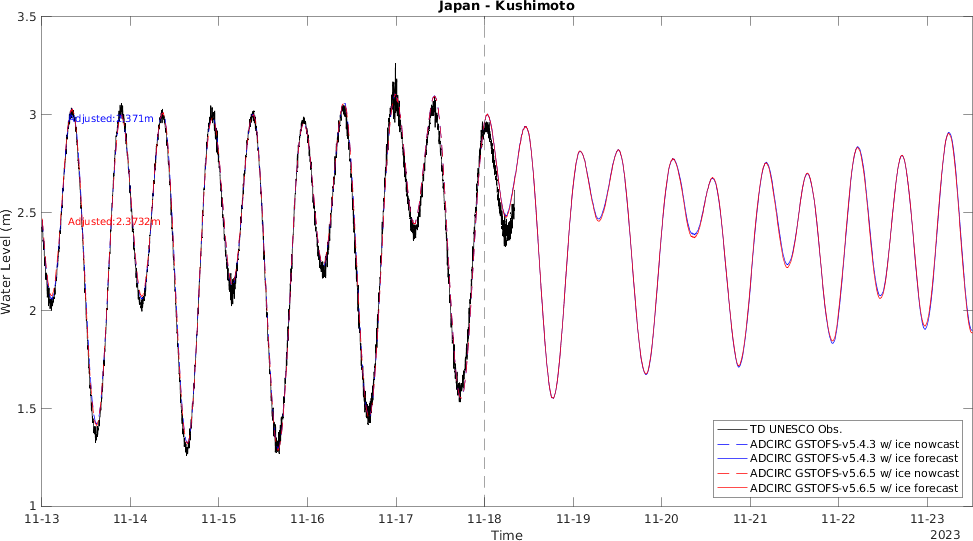 Japan - Kushimoto
3.5
3
2.5
2
1.5
1
Water Level (m)
Adjusted:2.371m
Adjusted:2.3732m
TD UNESCO Obs.
ADCIRC GSTOFS-v5.4.3 w/ ice nowcast
ADCIRC GSTOFS-v5.4.3 w/ ice forecast
ADCIRC GSTOFS-v5.6.5 w/ ice nowcast
ADCIRC GSTOFS-v5.6.5 w/ ice forecast
11-13 11-14 11-15 11-16 11-17 11-18 11-19 11-20 11-21 11-22 11-23
Time
2023